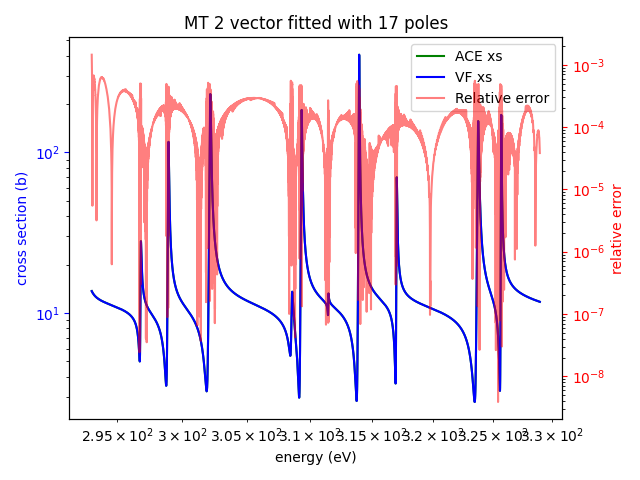 MT 2 vector fitted with 17 poles
ACE xs
VF xs
Relative error
cross section (b)
10²
10¹
relative error
10⁻³
10⁻⁴
10⁻⁵
10⁻⁶
10⁻⁷
10⁻⁸
2.95 × 10² 3 × 10² 3.05 × 10² 3.1 × 10² 3.15 × 10² 3.2 × 10² 3.25 × 10² 3.3 × 10²
energy (eV)